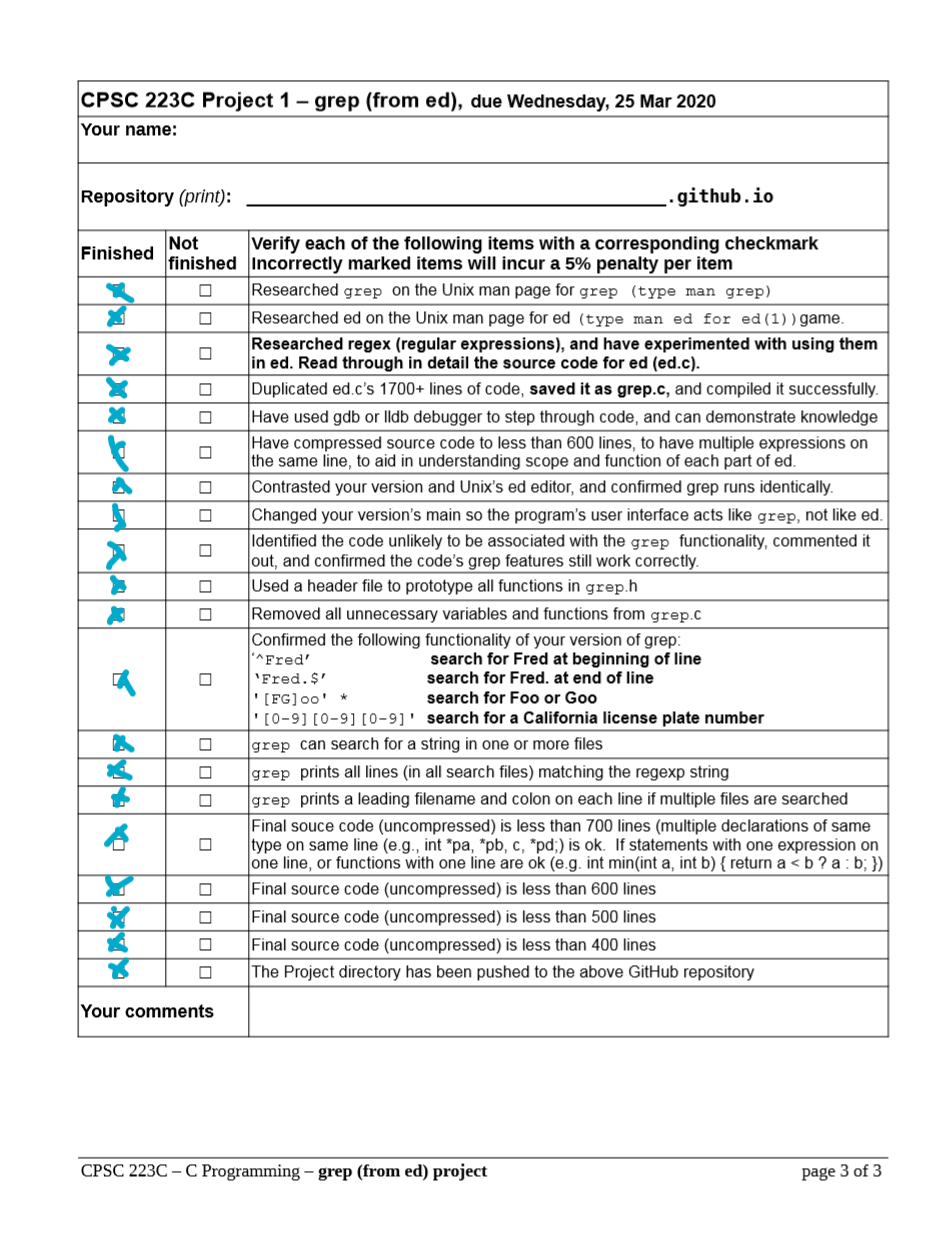 CPSC 223C Project 1 – grep (from ed), due Wednesday, 25 Mar 2020
Your name:
Repository (print): ____________________.github.io
Finished
Not
finished
Verify each of the following items with a corresponding checkmark
Incorrectly marked items will incur a 5% penalty per item
☐ Researched grep on the Unix man page for grep (type man grep)
☐ Researched ed on the Unix man page for ed (type man ed for ed(1))game.
☐ Researched regex (regular expressions), and have experimented with using them
in ed. Read through in detail the source code for ed (ed.c).
☐ Duplicated ed.c’s 1700+ lines of code, saved it as grep.c, and compiled it successfully.
☐ Have used gdb or lldb debugger to step through code, and can demonstrate knowledge
☐ Have compressed source code to less than 600 lines, to have multiple expressions on
the same line, to aid in understanding scope and function of each part of ed.
☐ Contrasted your version and Unix’s ed editor, and confirmed grep runs identically.
☐ Changed your version’s main so the program’s user interface acts like grep, not like ed.
☐ Identified the code unlikely to be associated with the grep functionality, commented it
out, and confirmed the code’s grep features still work correctly.
☐ Used a header file to prototype all functions in grep.h
☐ Removed all unnecessary variables and functions from grep.c
☐ Confirmed the following functionality of your version of grep:
‘^Fred’ search for Fred at beginning of line
‘Fred.$’ search for Fred. at end of line
'[FG]oo' * search for Foo or Goo
'[0-9][0-9][0-9]' search for a California license plate number
☐ grep can search for a string in one or more files
☐ grep prints all lines (in all search files) matching the regexp string
☐ grep prints a leading filename and colon on each line if multiple files are searched
☐ Final souce code (uncompressed) is less than 700 lines (multiple declarations of same
type on same line (e.g., int *pa, *pb, c, *pd;) is ok. If statements with one expression on
one line, or functions with one line are ok (e.g. int min(int a, int b) { return a < b ? a : b; })
☐ Final source code (uncompressed) is less than 600 lines
☐ Final source code (uncompressed) is less than 500 lines
☐ Final source code (uncompressed) is less than 400 lines
☐ The Project directory has been pushed to the above GitHub repository
Your comments
CPSC 223C – C Programming – grep (from ed) project page 3 of 3